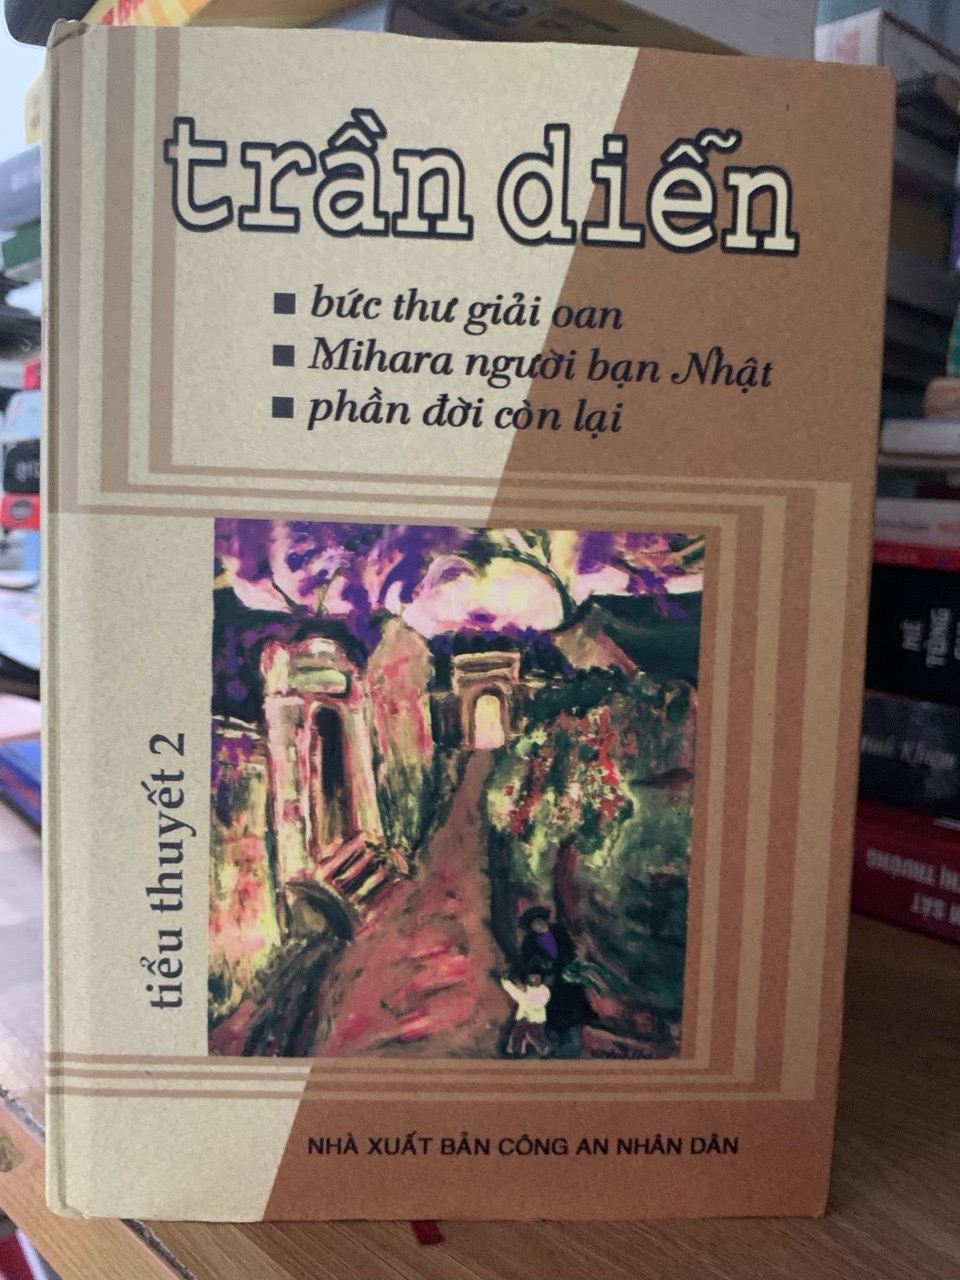 trần diễn
bức thư giải oan
Mihara người bạn Nhật
phần đời còn lại
tiểu thuyết 2
NHÀ XUẤT BẢN CÔNG AN NHÂN DÂN